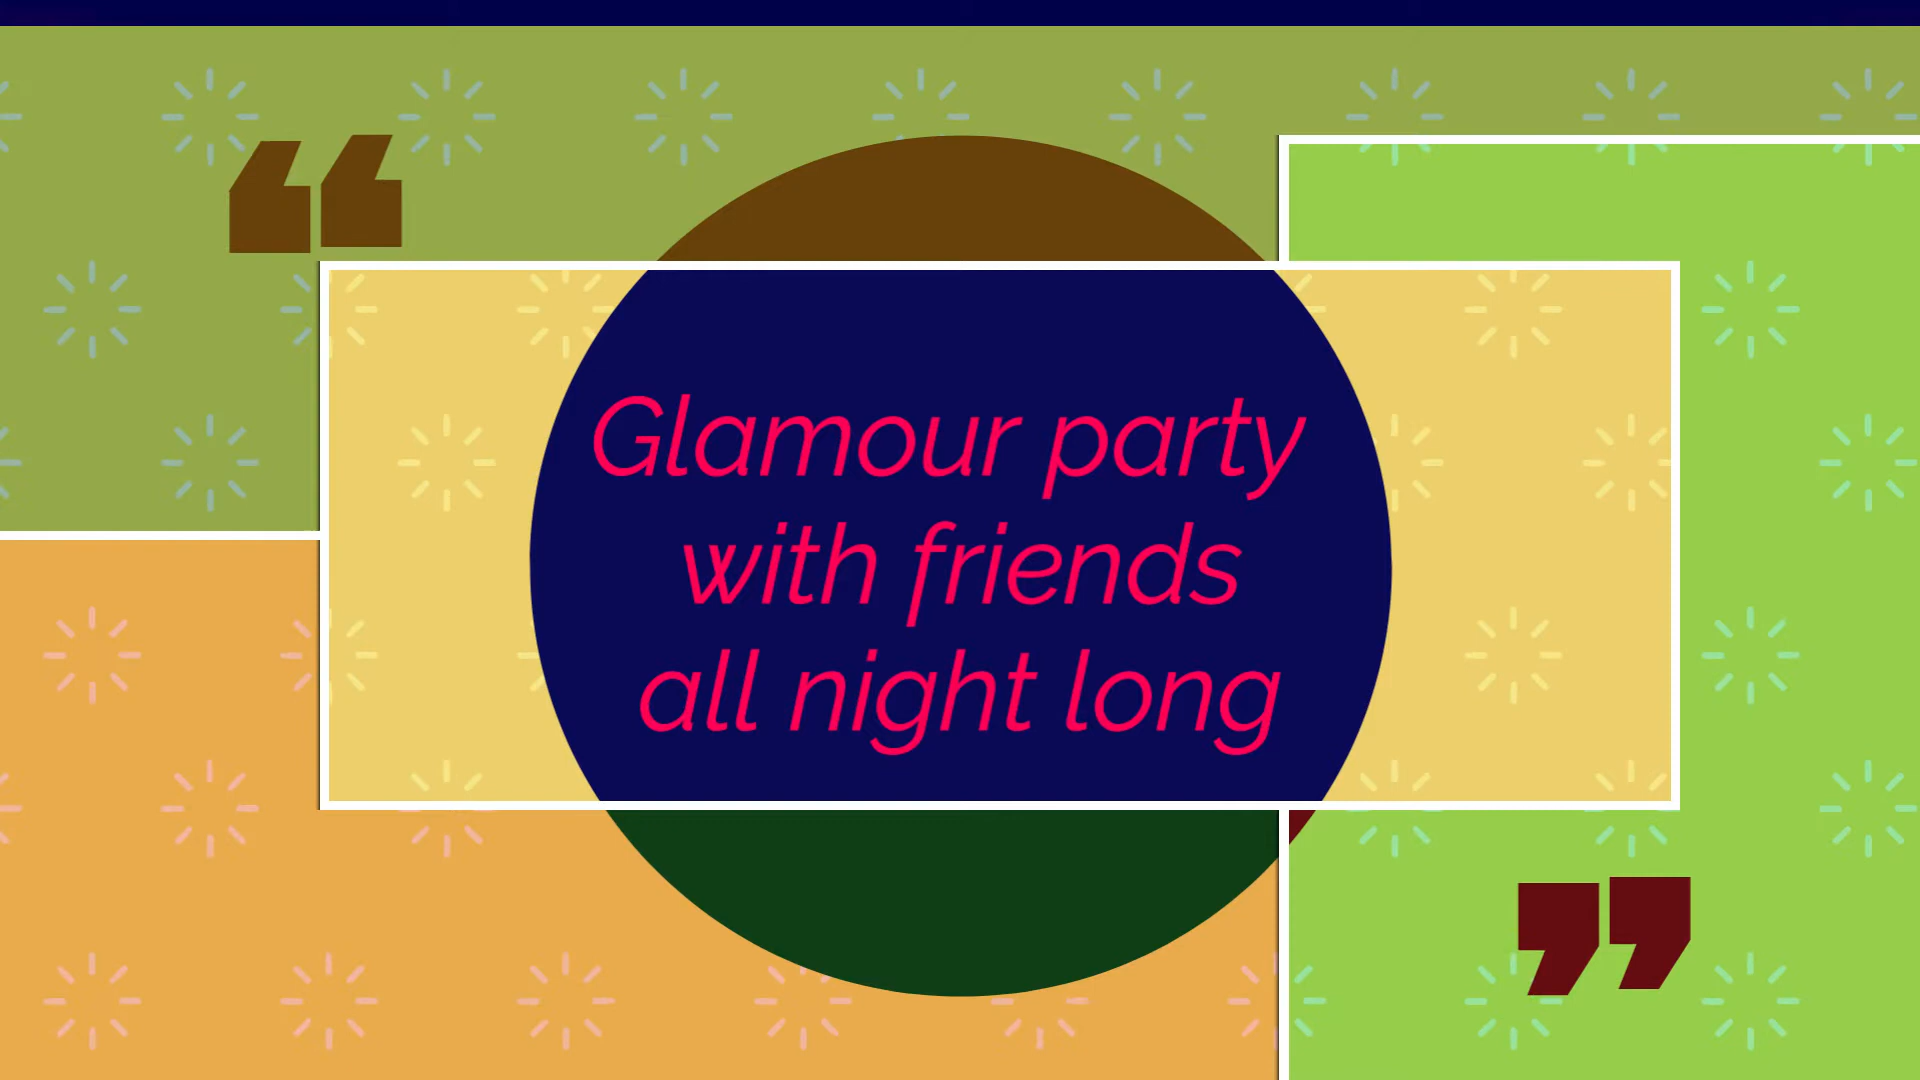 “
Glamour party
with friends
all night long
”